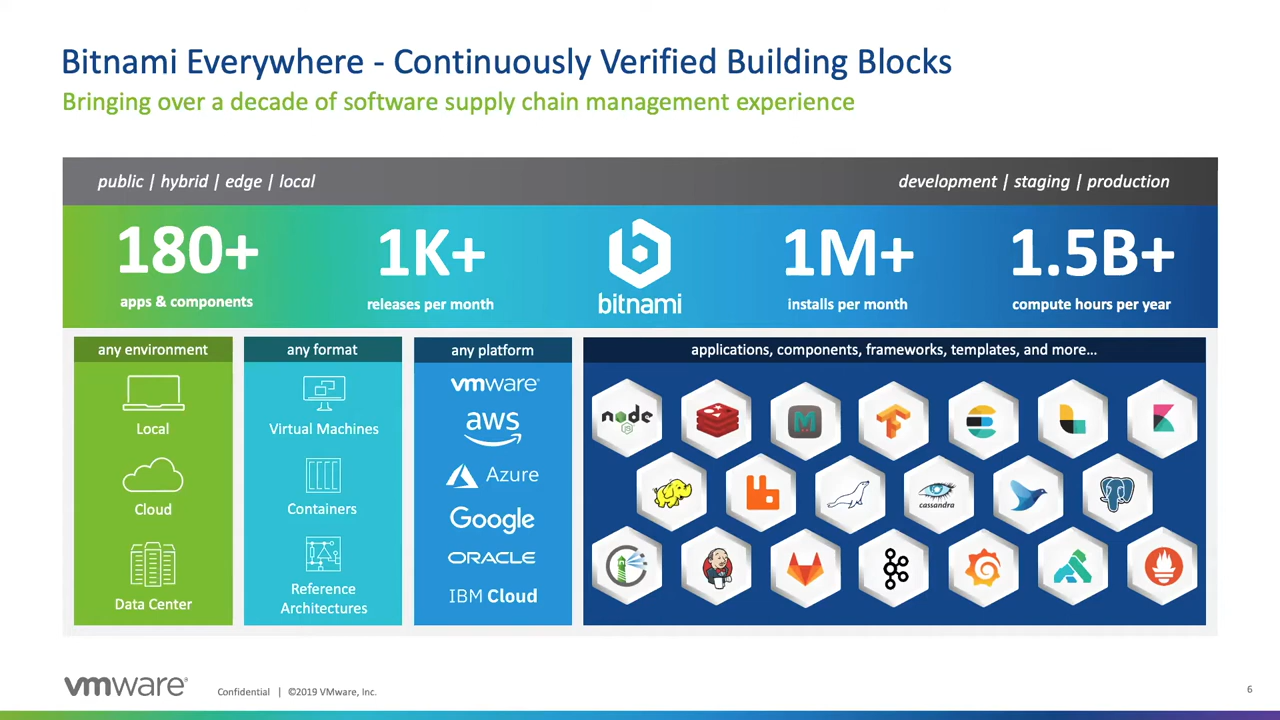 Bitnami Everywhere - Continuously Verified Building Blocks
Bringing over a decade of software supply chain management experience
public | hybrid | edge | local
development | staging | production
180+
apps & components
1K+
releases per month
bitnami
1M+
installs per month
1.5B+
compute hours per year
any environment
Local
Cloud
Data Center
any format
Virtual Machines
Containers
Reference
Architectures
any platform
vmware®
aws
Azure
Google
ORACLE
IBM Cloud
applications, components, frameworks, templates, and more...
node
JS
M
cassandra
vmware®
Confidential | ©2019 VMware, Inc.
6